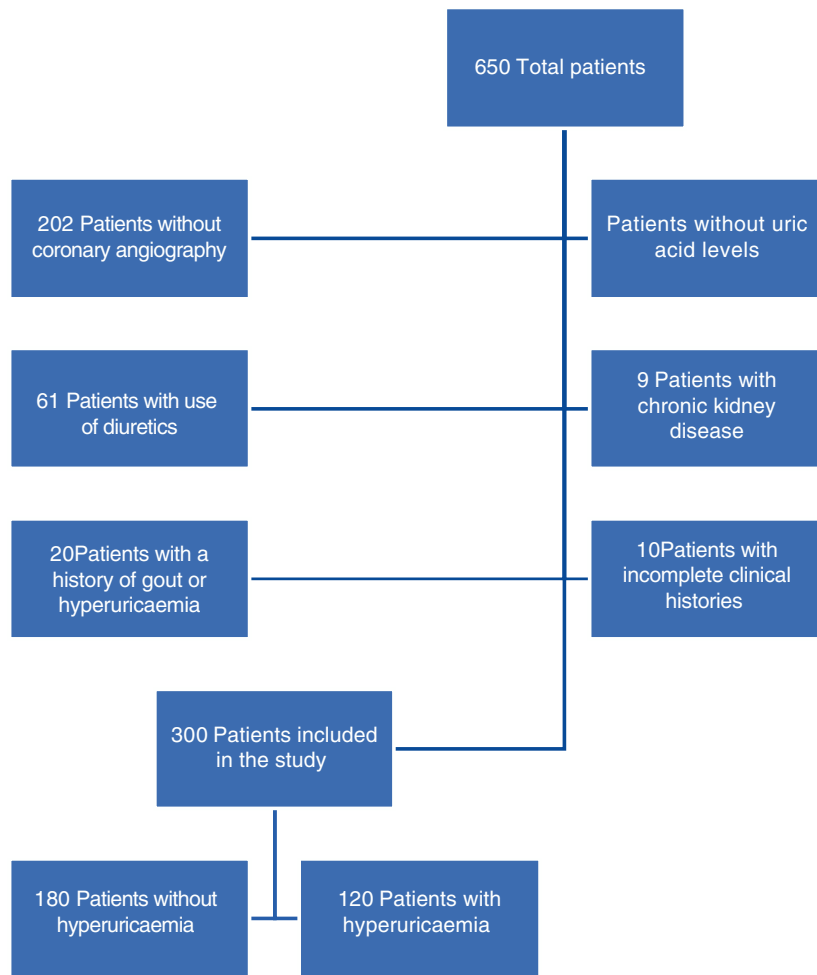 650 Total patients
202 Patients without
coronary angiography
Patients without uric
acid levels
61 Patients with use
of diuretics
9 Patients with
chronic kidney
disease
20Patients with a
history of gout or
hyperuricaemia
10Patients with
incomplete clinical
histories
300 Patients included
in the study
180 Patients without
hyperuricaemia
120 Patients with
hyperuricaemia